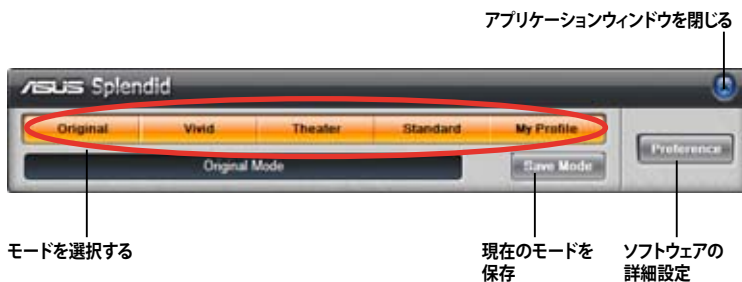 アプリケーションウィンドウを閉じる
ASUS Splendid
Original Vivid Theater Standard My Profile
Preference
Original Mode Save Mode
モードを選択する
現在のモードを
保存
ソフトウェアの
詳細設定